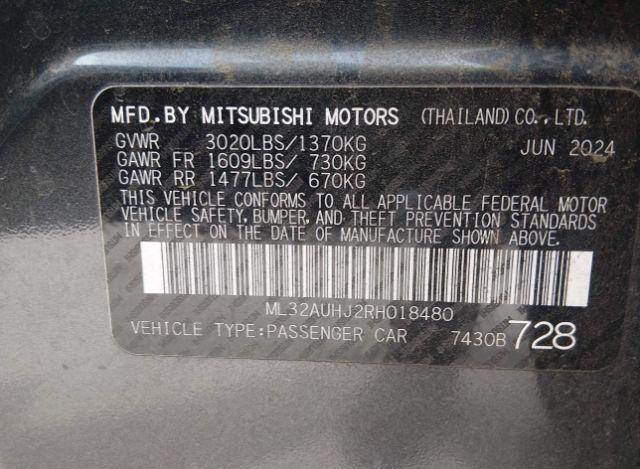 MFD.BY MITSUBISHI MOTORS (THAILAND)CO.,LTD.
GVWR 3020LBS/1370KG JUN 2024
GAWR FR 1609LBS/ 730KG
GAWR RR 1477LBS/ 670KG
THIS VEHICLE CONFORMS TO ALL APPLICABLE FEDERAL MOTOR
VEHICLE SAFETY, BUMPER, AND THEFT PREVENTION STANDARDS
IN EFFECT ON THE DATE OF MANUFACTURE SHOWN ABOVE.
ML32AUHJ2RH018480
VEHICLE TYPE:PASSENGER CAR 7430B 728